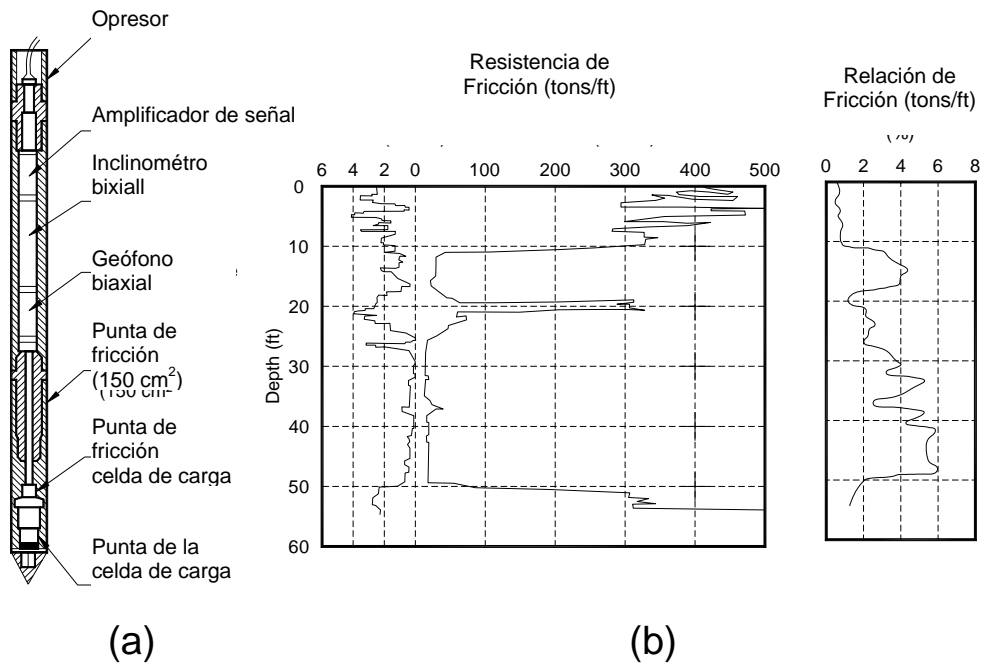 Opresor
Amplificador de señal
Inclinométro
bixiall
Geófono
biaxial
Punta de
fricción
(150 cm²)
(150 cm²
Punta de
fricción
celda de carga
Punta de la
celda de carga
(a)
Resistencia de
Fricción (tons/ft)
6 4 2 0 100 200 300 400 500
Depth (ft)
0
10
20
30
40
50
60
Relación de
Fricción (tons/ft)
(%)
0 2 4 6 8
(b)